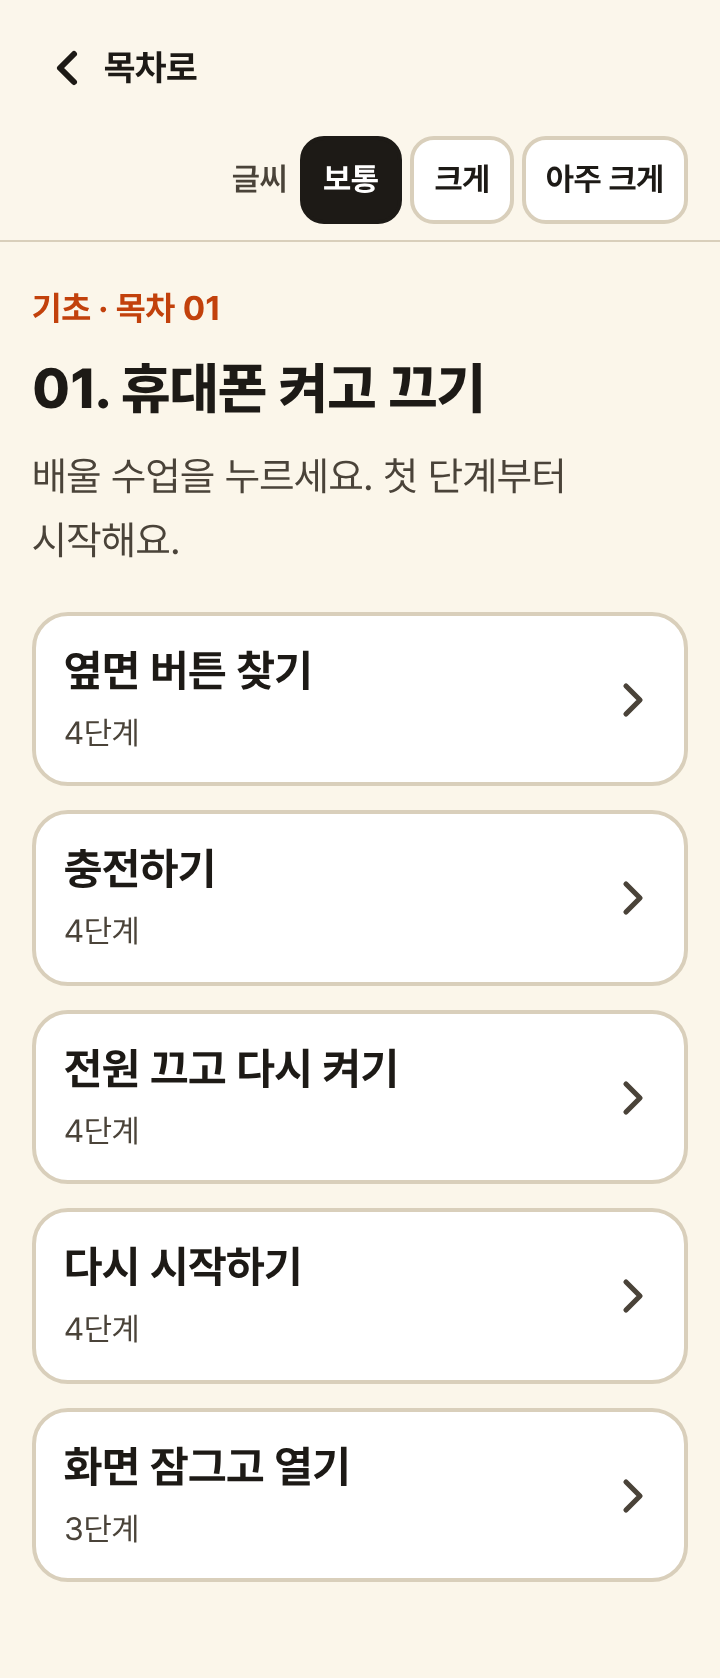 목차로
글씨 보통 크게 아주 크게
기초 · 목차 01
01. 휴대폰 켜고 끄기
배울 수업을 누르세요. 첫 단계부터
시작해요.
옆면 버튼 찾기
4단계
충전하기
4단계
전원 끄고 다시 켜기
4단계
다시 시작하기
4단계
화면 잠그고 열기
3단계